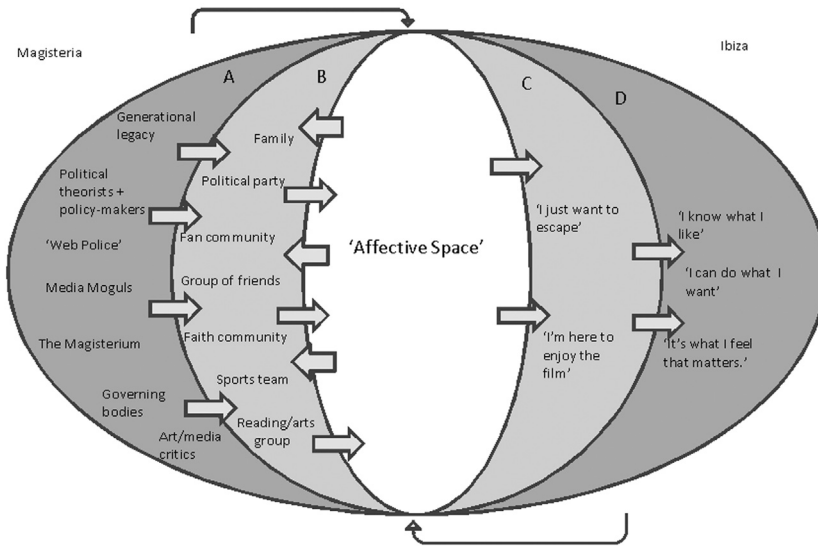 Magisteria
Ibiza
A
B
C
D
Generational
legacy
Political
theorists +
policy-makers
‘Web Police’
Media Moguls
The Magisterium
Governing
bodies
Art/media
critics
Family
Political party
Fan community
Group of friends
Faith community
Sports team
Reading/arts
group
‘Affective Space’
‘I just want to
escape’
‘I’m here to
enjoy the
film’
‘I know what I
like’
‘I can do what I
want’
‘It’s what I feel
that matters.’